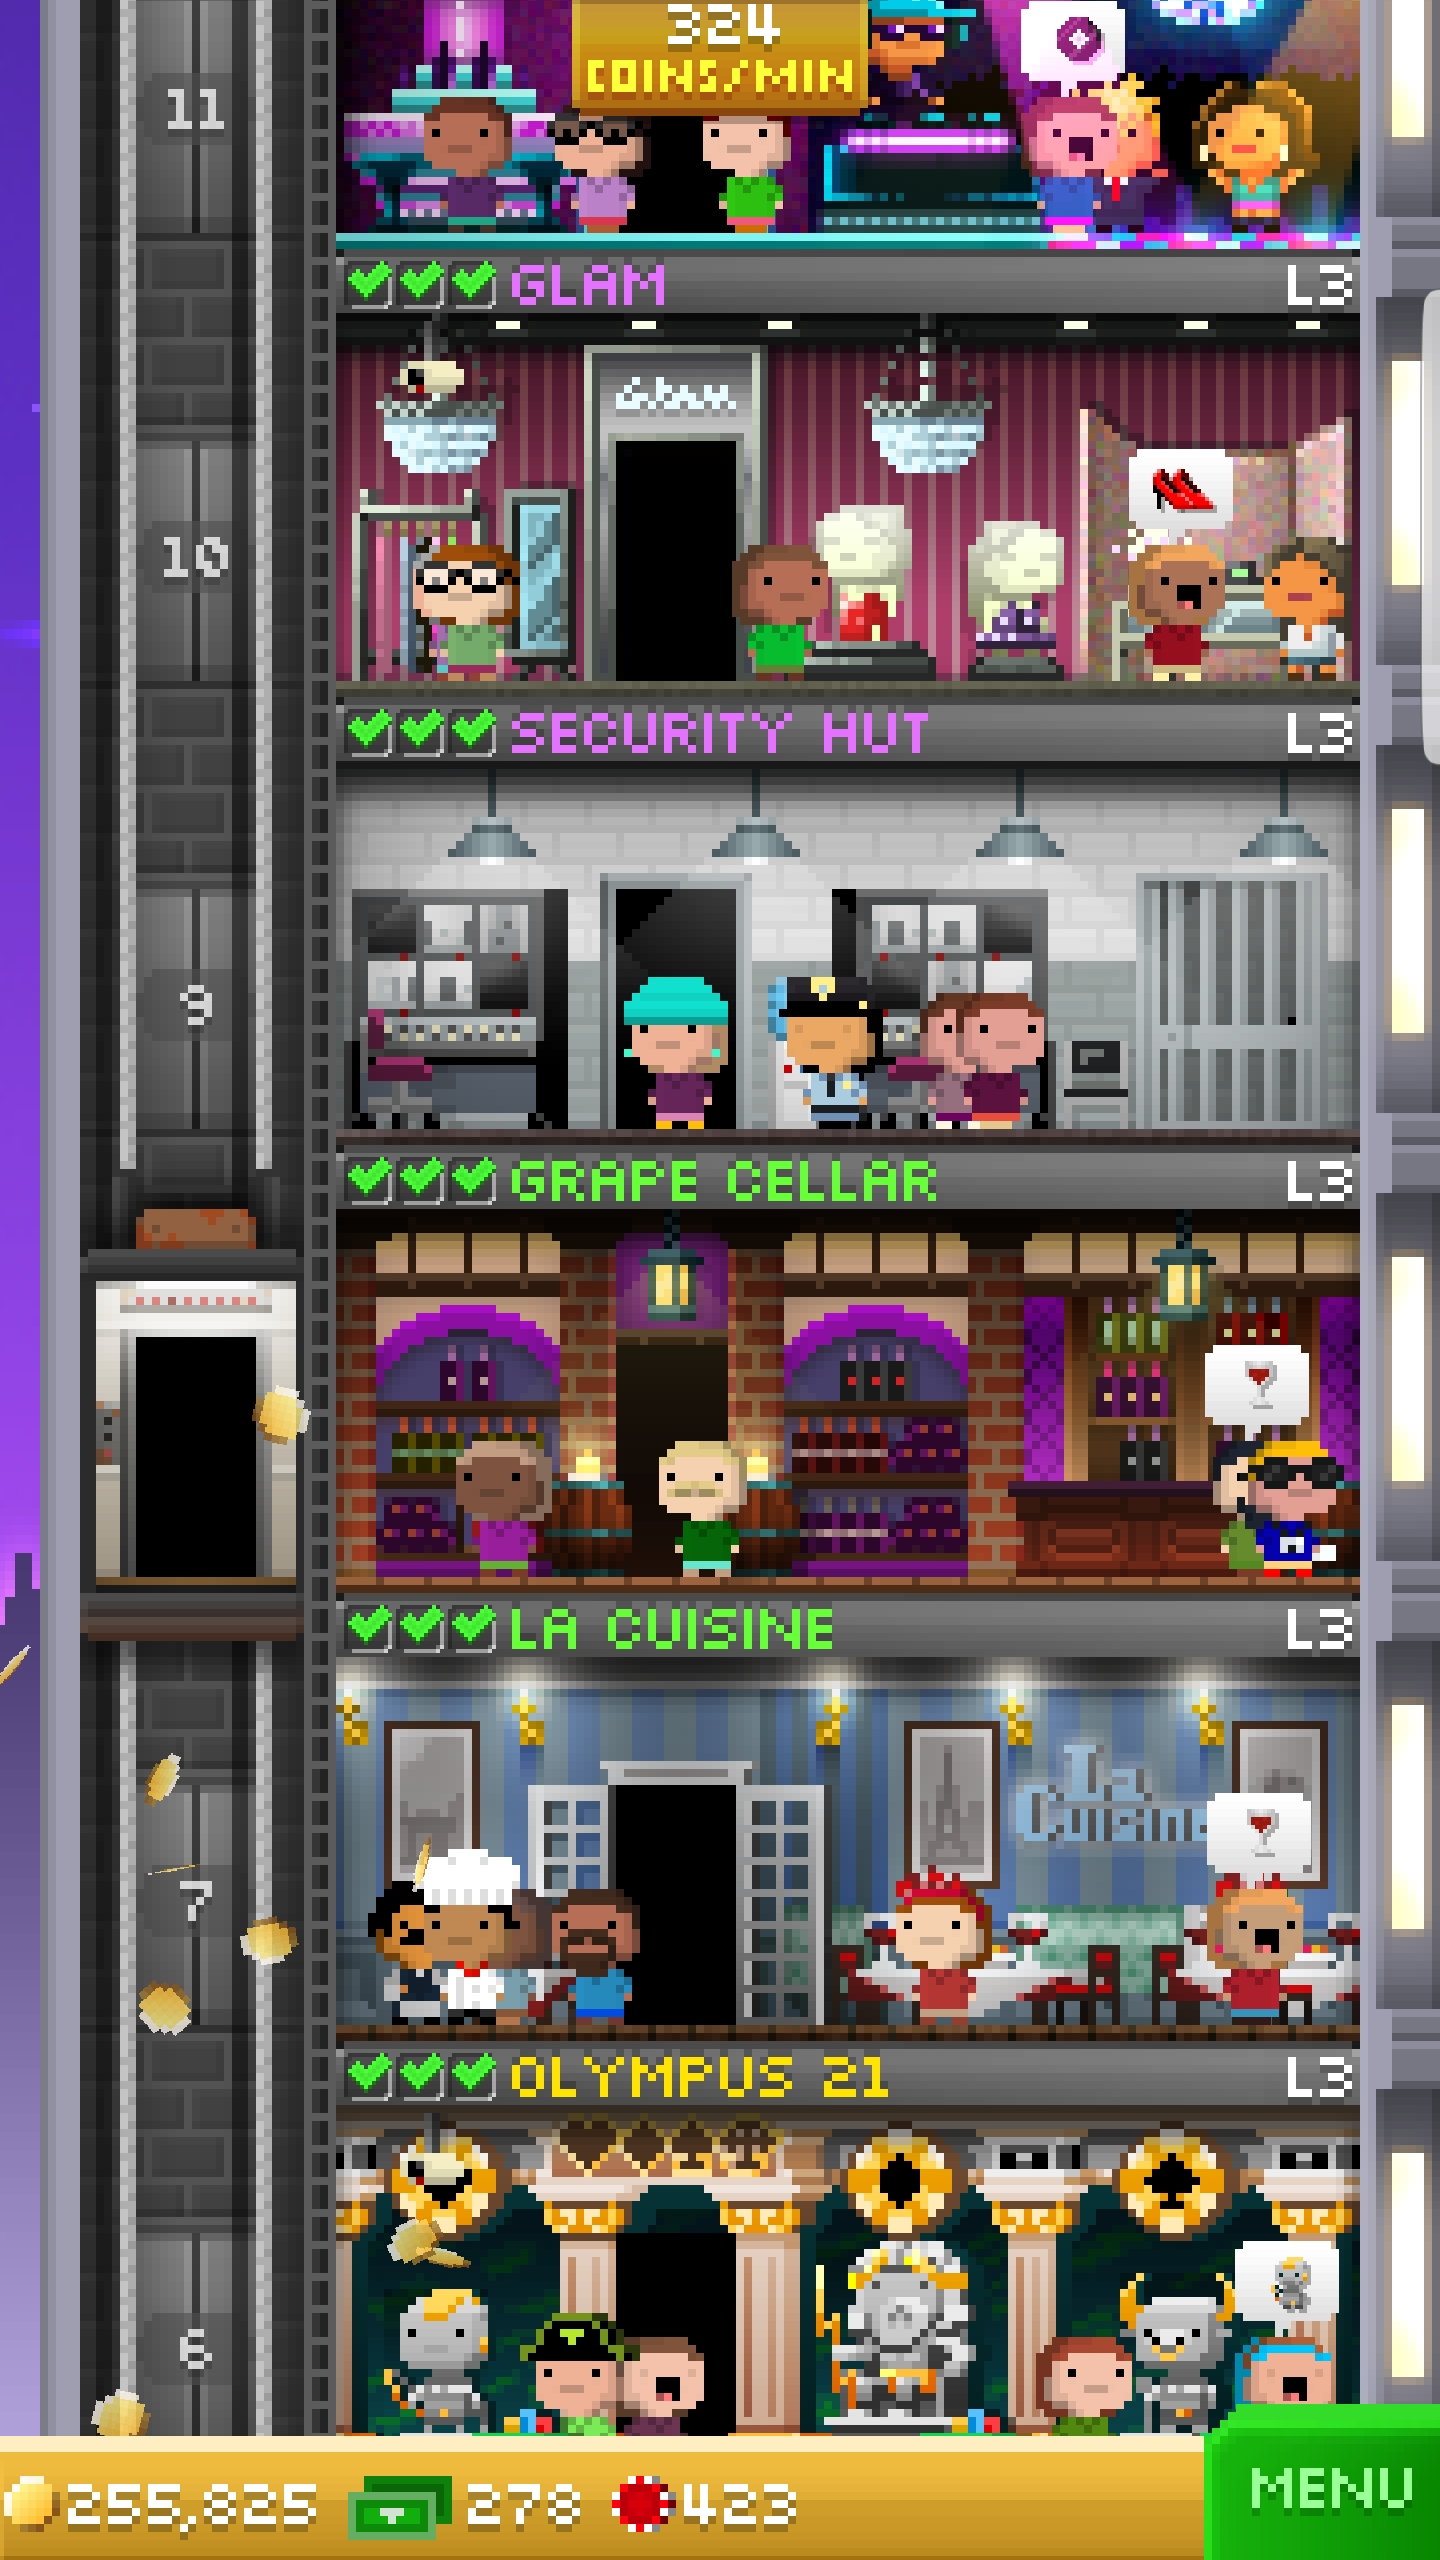 324
COINS/MIN
11
GLAM L3
Glam
10
SECURITY HUT L3
9
GRAPE CELLAR L3
LA CUISINE L3
La
Cuisine
7
OLYMPUS 21 L3
6
255,825 278 423
MENU